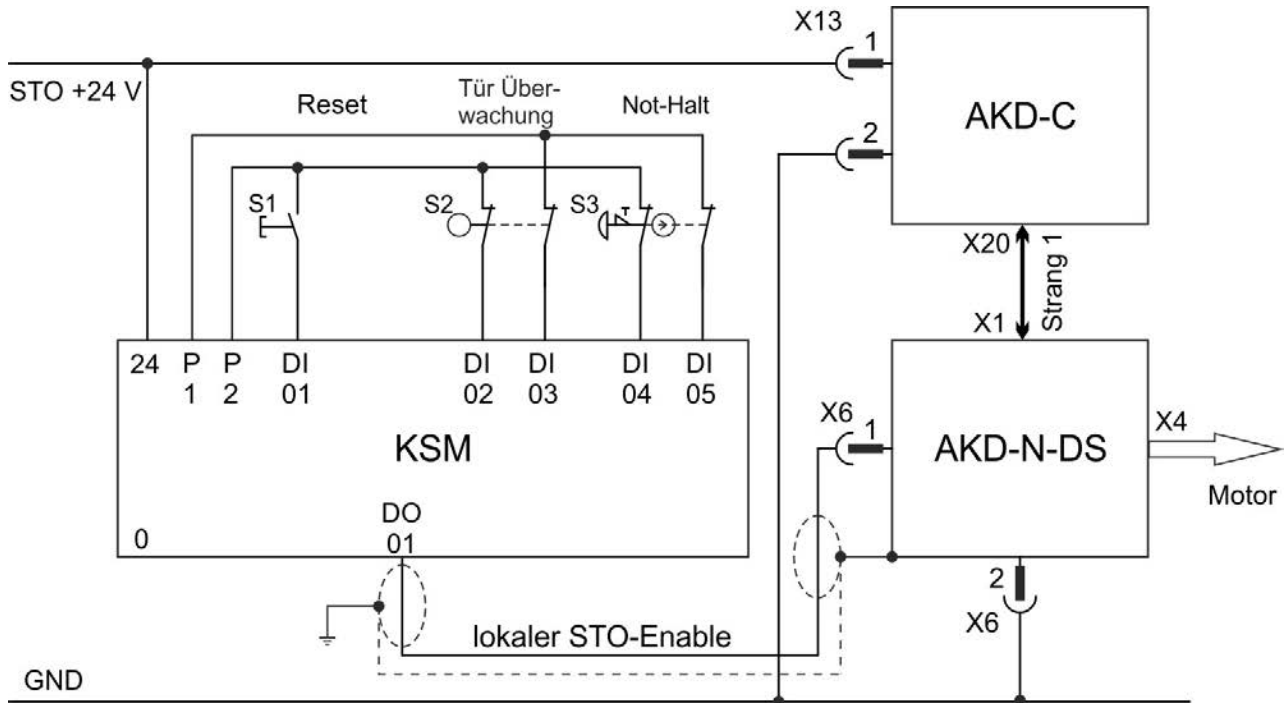 X13
1
STO +24 V
Reset
Tür Über-
wachung
Not-Halt
AKD-C
2
S1
S2
S3
X20
Strang 1
X1
24
P
1
P
2
DI
01
DI
02
DI
03
DI
04
DI
05
KSM
X6
1
AKD-N-DS
X4
Motor
0
DO
01
2
X6
lokaler STO-Enable
GND